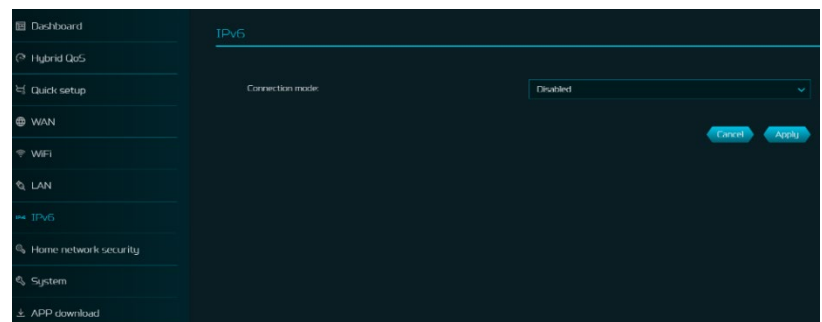 Dashboard
IPv6
Hybrid QoS
Quick setup
Connection mode:
Disabled
WAN
Cancel
Apply
WiFi
LAN
IPv6
Home network security
System
APP download